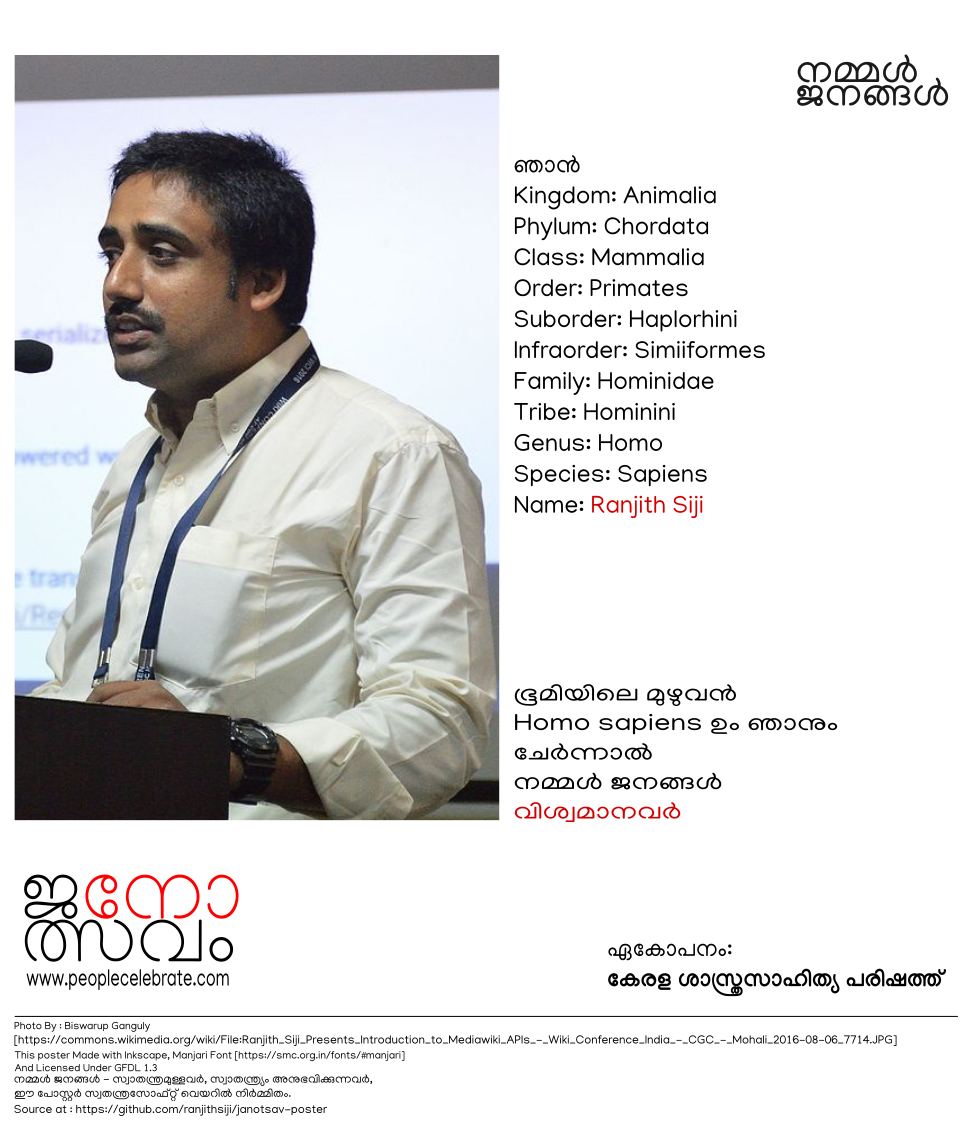 നമ്മൾ
ജനങ്ങൾ
ഞാൻ
Kingdom: Animalia
Phylum: Chordata
Class: Mammalia
Order: Primates
Suborder: Haplorhini
Infraorder: Simiiformes
Family: Hominidae
Tribe: Hominini
Genus: Homo
Species: Sapiens
Name: Ranjith Siji
ഭൂമിയിലെ മുഴുവൻ
Homo sapiens ഉം ഞാനും
ചേർന്നാൽ
നമ്മൾ ജനങ്ങൾ
വിശ്വമാനവർ
ജനോ
ത്സവം
www.peoplecelebrate.com
ഏകോപനം:
കേരള ശാസ്ത്രസാഹിത്യ പരിഷത്ത്
Photo By : Biswarup Ganguly
[https://commons.wikimedia.org/wiki/File:Ranjith_Siji_Presents_Introduction_to_Mediawiki_APIs_-_Wiki_Conference_India_-_CGC_-_Mohali_2016-08-06_7714.JPG]
This poster Made with Inkscape, Manjari Font [https://smc.org.in/fonts/#manjari]
And Licensed Under GFDL 1.3
നമ്മൾ ജനങ്ങൾ – സ്വാതന്ത്രമുള്ളവർ, സ്വാതന്ത്ര്യം അനുഭവിക്കുന്നവർ,
ഈ പോസ്റ്റർ സ്വതന്ത്രസോഫ്റ്റ് വെയറിൽ നിർമ്മിതം.
Source at : https://github.com/ranjithsiji/janotsav-poster